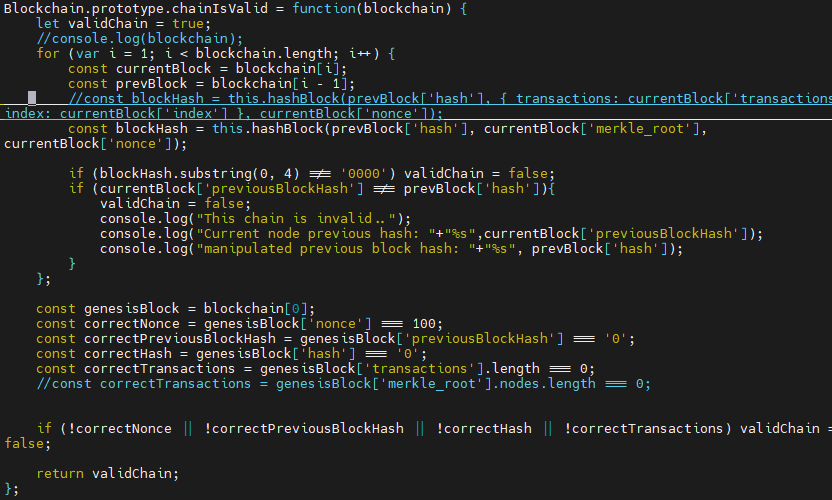 Blockchain.prototype.chainIsValid = function(blockchain) {
    let validChain = true;
    //console.log(blockchain);
    for (var i = 1; i < blockchain.length; i++) {
        const currentBlock = blockchain[i];
        const prevBlock = blockchain[i - 1];
        //const blockHash = this.hashBlock(prevBlock['hash'], { transactions: currentBlock['transactions
index: currentBlock['index'] }, currentBlock['nonce']);
        const blockHash = this.hashBlock(prevBlock['hash'], currentBlock['merkle_root'],
currentBlock['nonce']);

        if (blockHash.substring(0, 4) !== '0000') validChain = false;
        if (currentBlock['previousBlockHash'] !== prevBlock['hash']){
            validChain = false;
            console.log("This chain is invalid..");
            console.log("Current node previous hash: "+"%s",currentBlock['previousBlockHash']);
            console.log("manipulated previous block hash: "+"%s", prevBlock['hash']);
        }
    };

    const genesisBlock = blockchain[0];
    const correctNonce = genesisBlock['nonce'] === 100;
    const correctPreviousBlockHash = genesisBlock['previousBlockHash'] === '0';
    const correctHash = genesisBlock['hash'] === '0';
    const correctTransactions = genesisBlock['transactions'].length === 0;
    //const correctTransactions = genesisBlock['merkle_root'].nodes.length === 0;

    if (!correctNonce || !correctPreviousBlockHash || !correctHash || !correctTransactions) validChain =
false;

    return validChain;
};